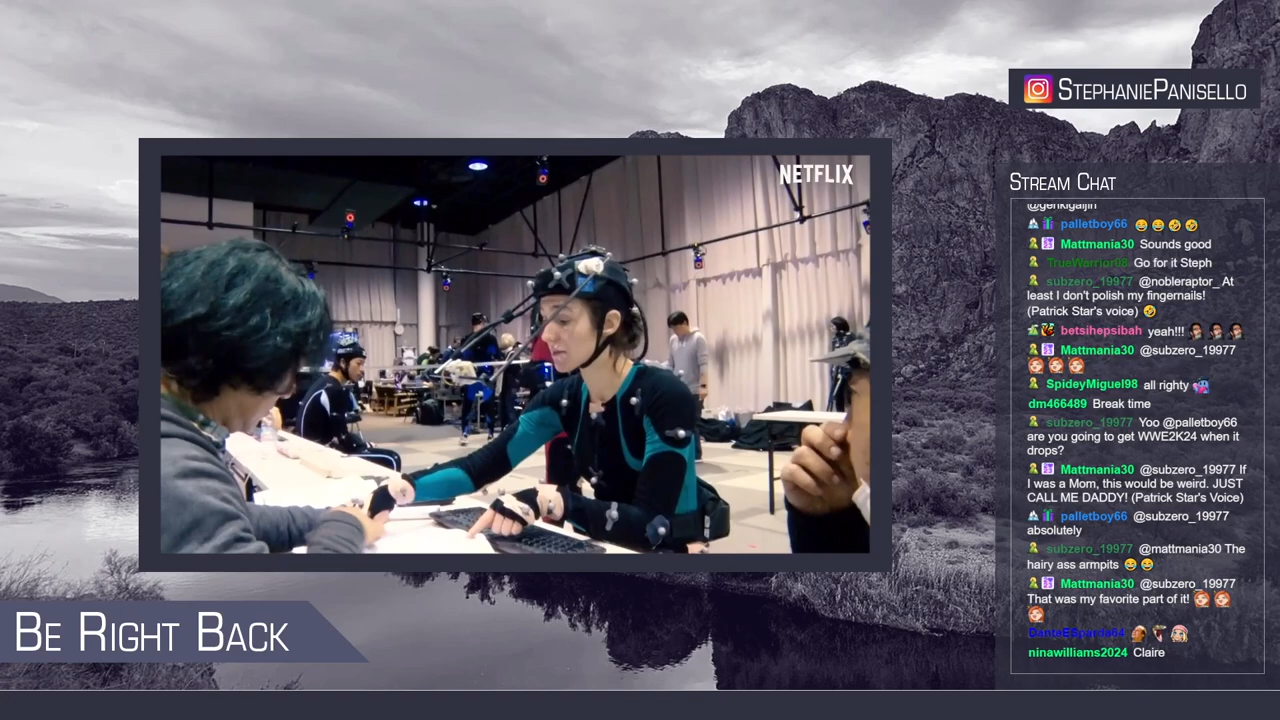 StephaniePanisello
NETFLIX
Stream Chat
@genkigaijin
palletboy66
Mattmania30 Sounds good
TrueWarrior08 Go for it Steph
subzero_19977 @nobleraptor_ At
least I don't polish my fingernails!
(Patrick Star's voice)
betsihepsibah yeah!!!
Mattmania30 @subzero_19977
SpideyMiguel98 all righty
dm466489 Break time
subzero_19977 Yoo @palletboy66
are you going to get WWE2K24 when it
drops?
Mattmania30 @subzero_19977 If
I was a Mom, this would be weird. JUST
CALL ME DADDY! (Patrick Star's Voice)
palletboy66 @subzero_19977
absolutely
subzero_19977 @mattmania30 The
hairy ass armpits
Mattmania30 @subzero_19977
That was my favorite part of it!
DanteESparda64
ninawilliams2024 Claire
Be Right Back